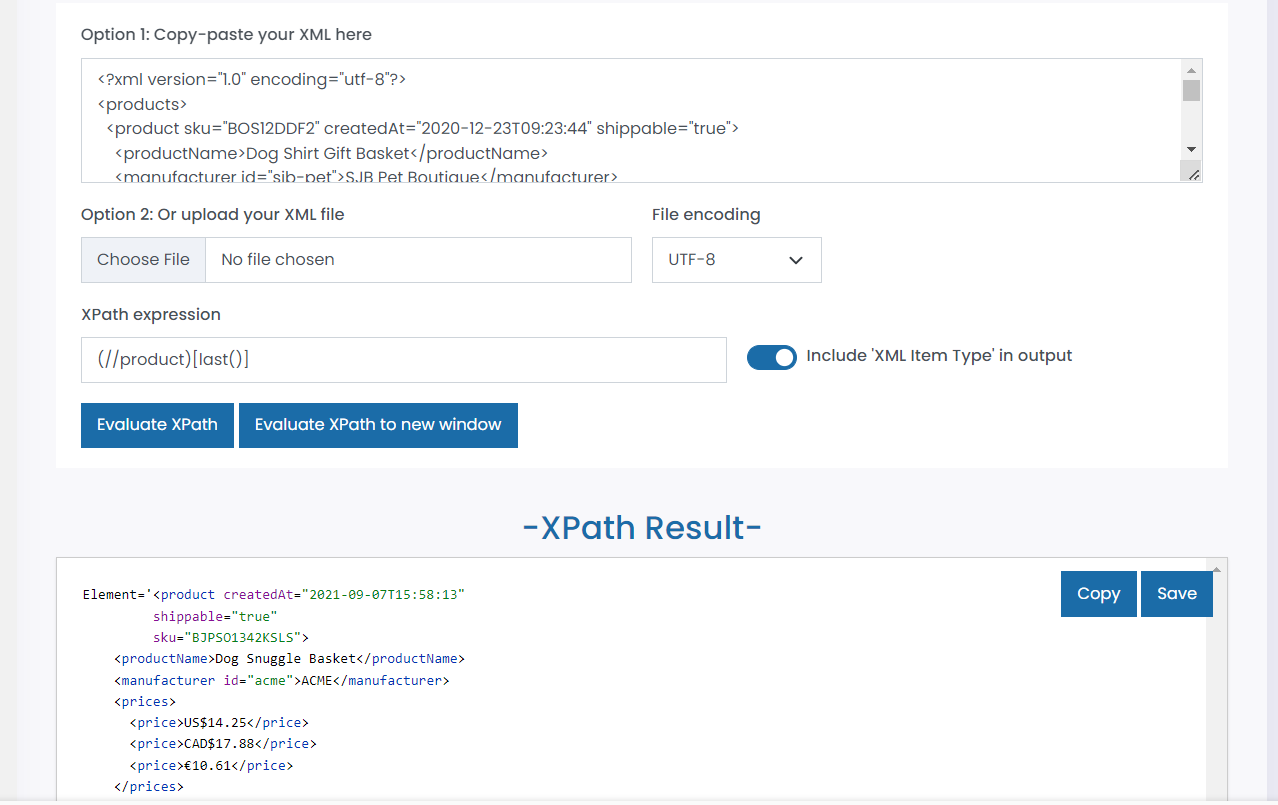 Option 1: Copy-paste your XML here
<?xml version="1.0" encoding="utf-8"?>
<products>
<product sku="BOS12DDF2" createdAt="2020-12-23T09:23:44" shippable="true">
<productName>Dog Shirt Gift Basket</productName>
<manufacturer id="sjb-pet">SJB Pet Boutique</manufacturer>
Option 2: Or upload your XML file
File encoding
Choose File No file chosen
UTF-8
XPath expression
(//product)[last()]
Include 'XML Item Type' in output
Evaluate XPath
Evaluate XPath to new window
-XPath Result-
Copy
Save
Element='<product createdAt="2021-09-07T15:58:13"
shippable="true"
sku="BJPSO1342KSLS">
<productName>Dog Snuggle Basket</productName>
<manufacturer id="acme">ACME</manufacturer>
<prices>
<price>US$14.25</price>
<price>CAD$17.88</price>
<price>€10.61</price>
</prices>